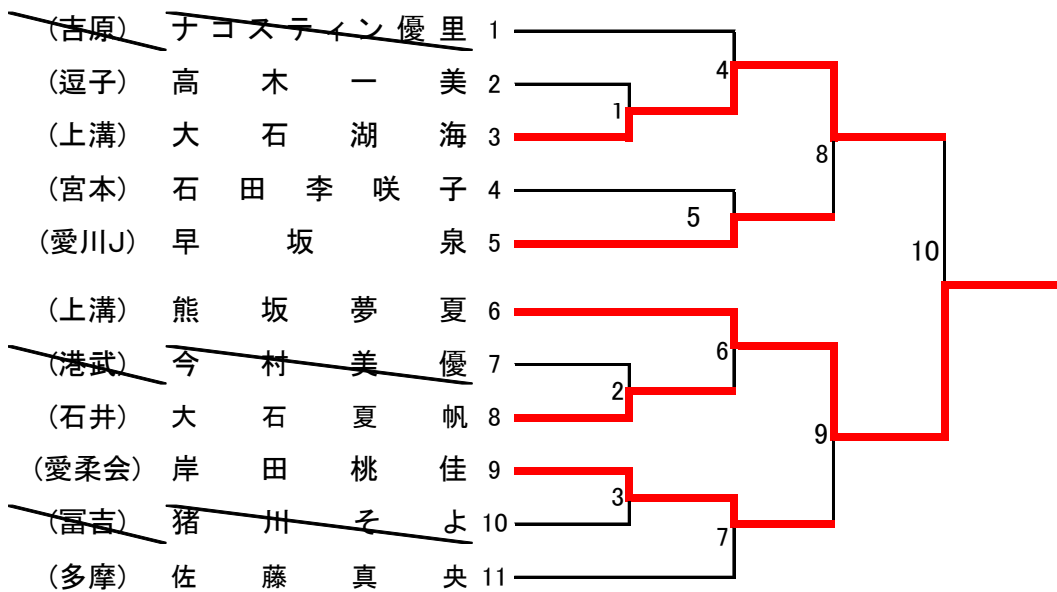 (吉原) ナコスティン優里 1
(逗子) 高木一美 2
(上溝) 大石湖海 3
(宮本) 石田李咲子 4
(愛川J) 早坂泉 5
(上溝) 熊坂夢夏 6
(港武) 今村美優 7
(石井) 大石夏帆 8
(愛柔会) 岸田桃佳 9
(冨吉) 猪川そよ 10
(多摩) 佐藤真央 11
1
2
3
4
5
6
7
8
9
10